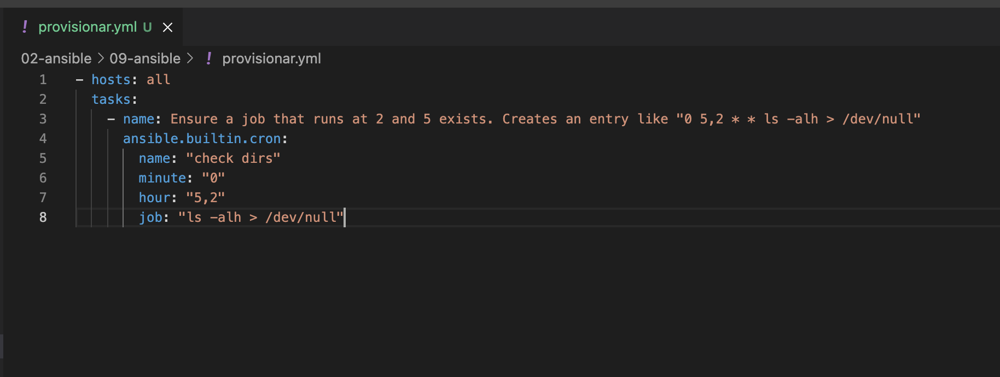 ! provisionar.yml U ×
02-ansible > 09-ansible > ! provisionar.yml
1 - hosts: all
2 tasks:
3 - name: Ensure a job that runs at 2 and 5 exists. Creates an entry like "0 5,2 * * ls -alh > /dev/null"
4 ansible.builtin.cron:
5 name: "check dirs"
6 minute: "0"
7 hour: "5,2"
8 job: "ls -alh > /dev/null"